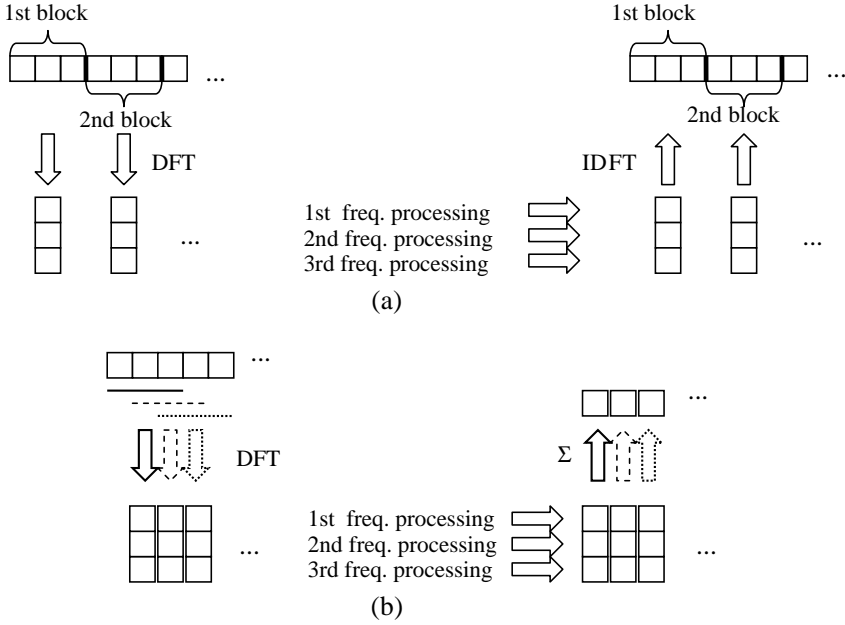 1st block
1st block
...
...
2nd block
2nd block
DFT
IDFT
1st freq. processing
2nd freq. processing
3rd freq. processing
...
...
(a)
...
...
DFT
Σ
1st freq. processing
2nd freq. processing
3rd freq. processing
...
...
(b)